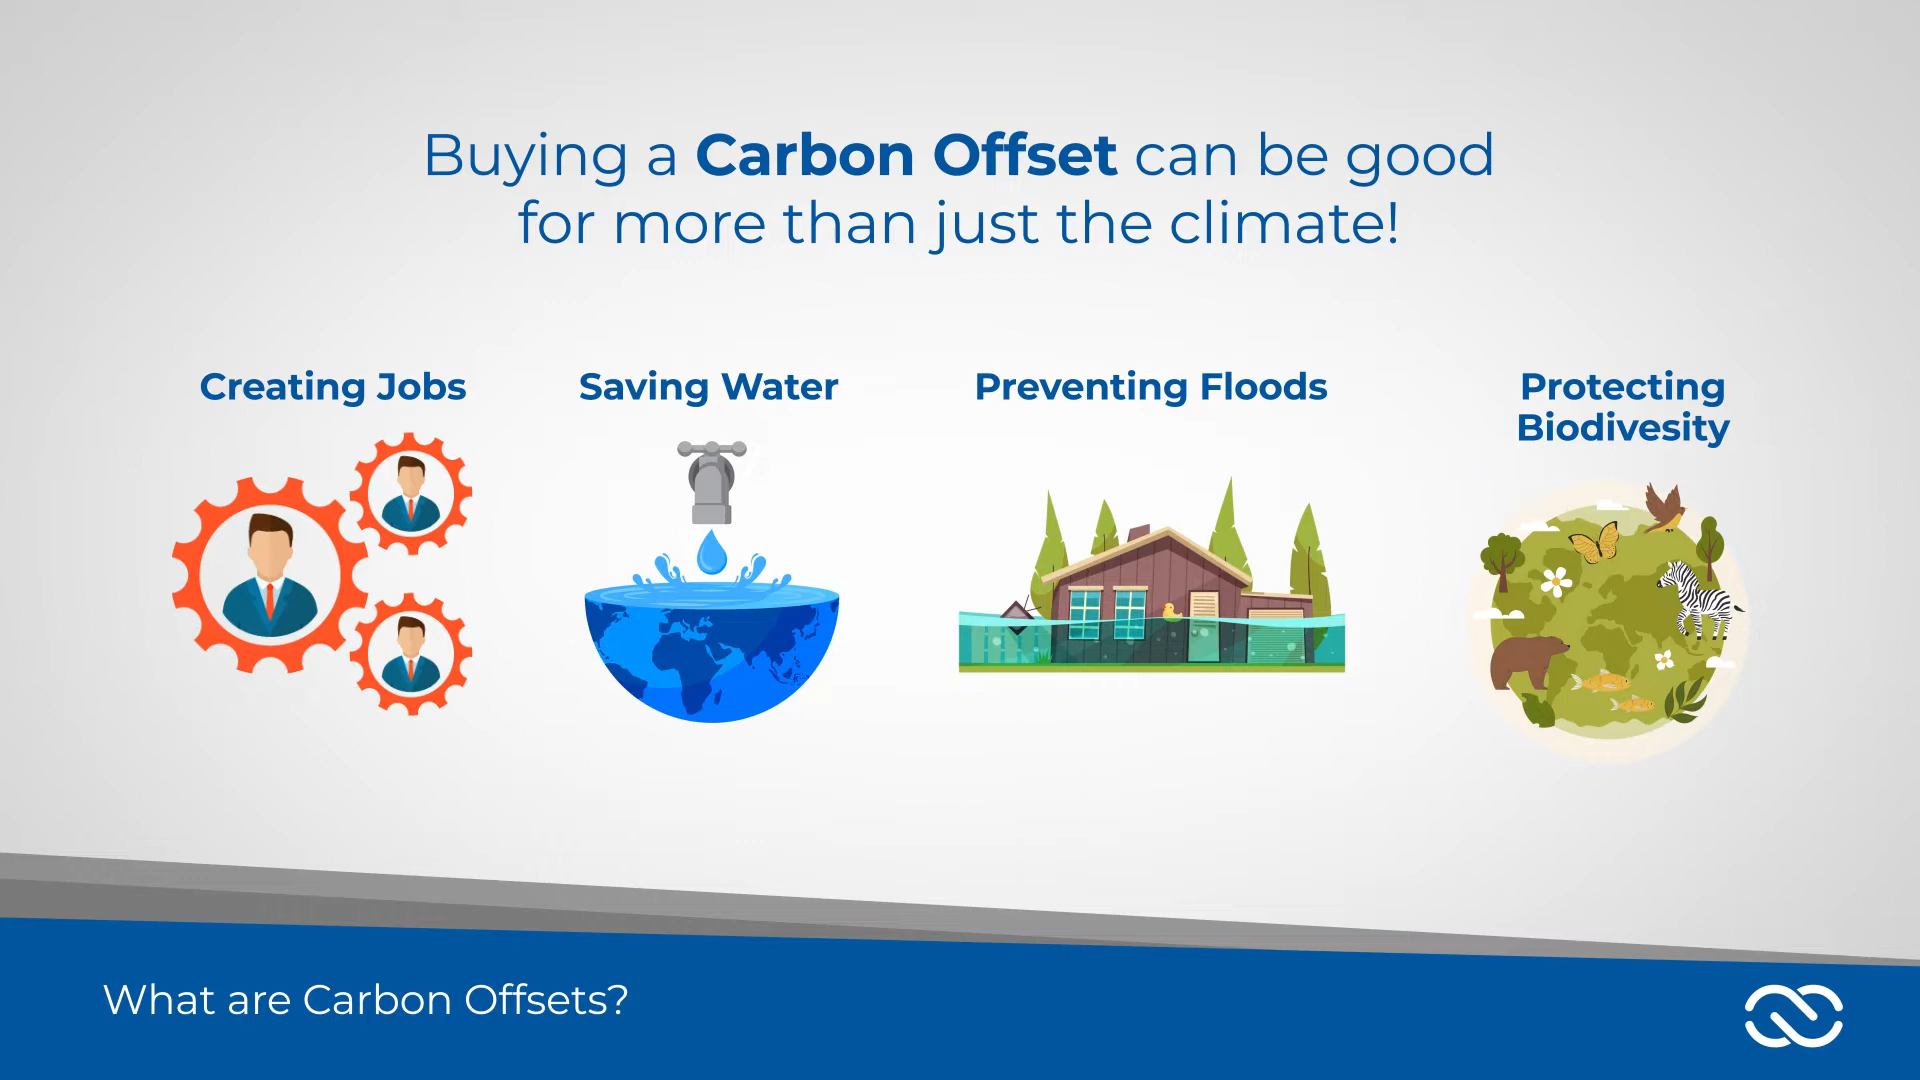 Buying a Carbon Offset can be good
for more than just the climate!
Creating Jobs
Saving Water
Preventing Floods
Protecting
Biodivesity
What are Carbon Offsets?